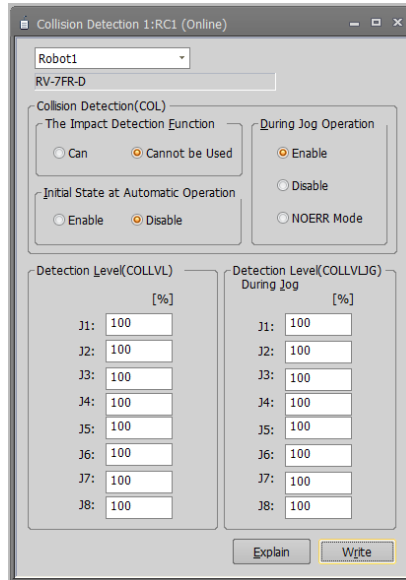 Collision Detection 1:RC1 (Online)
Robot1
RV-7FR-D
Collision Detection(COL)
The Impact Detection Function
Can
Cannot be Used
Initial State at Automatic Operation
Enable
Disable
During Jog Operation
Enable
Disable
NOERR Mode
Detection Level(COLLVL)
[%]
J1: 100
J2: 100
J3: 100
J4: 100
J5: 100
J6: 100
J7: 100
J8: 100
Detection Level(COLLVLJG)
During Jog
[%]
J1: 100
J2: 100
J3: 100
J4: 100
J5: 100
J6: 100
J7: 100
J8: 100
Explain
Write